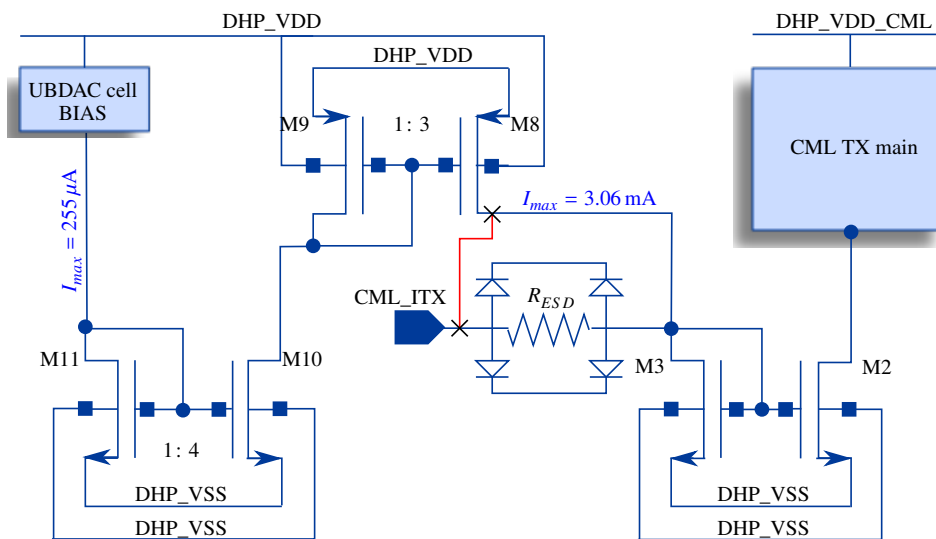 DHP_VDD
DHP_VDD_CML
DHP_VDD
UBDAC cell
BIAS
M9
1 : 3
M8
CML TX main
I_max = 255 µA
I_max = 3.06 mA
CML_ITX
R_ESD
M11
M10
M3
M2
1 : 4
DHP_VSS
DHP_VSS
DHP_VSS
DHP_VSS